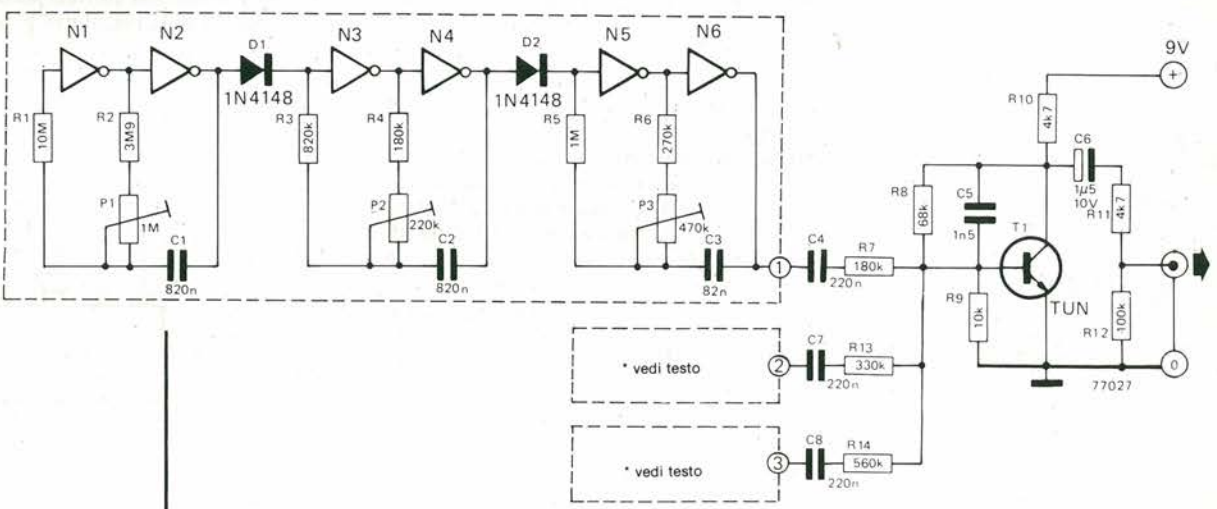 N1 N2 N3 N4 N5 N6
D1 D2
1N4148 1N4148
R1 10M
R2 3M9
R3 820k
R4 180k
R5 1M
R6 270k
P1 1M
P2 220k
P3 470k
C1 820n
C2 820n
C3 82n
1
C4 220n
R7 180k
R8 68k
R9 10k
C5 1n5
T1
TUN
R10 4k7
9V
+
C6
1µ5
10V
R11 4k7
R12 100k
0
77027
* vedi testo
2
C7 220n
R13 330k
* vedi testo
3
C8 220n
R14 560k